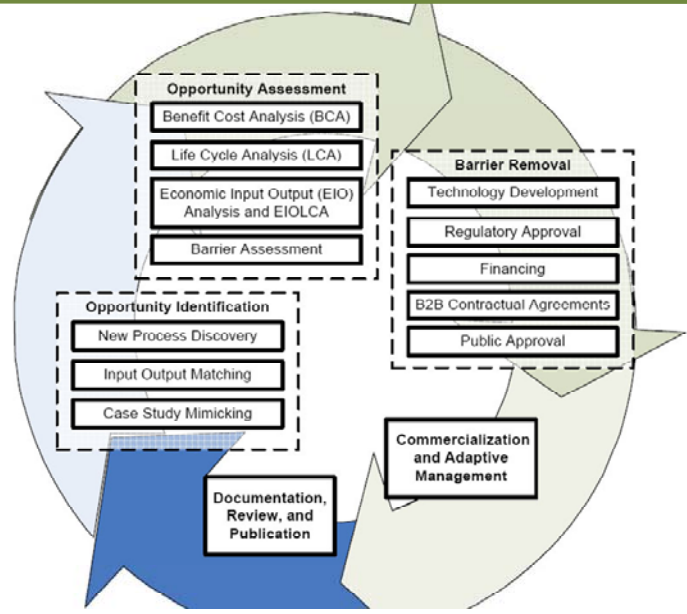 Opportunity Assessment
Benefit Cost Analysis (BCA)
Life Cycle Analysis (LCA)
Economic Input Output (EIO)
Analysis and EIOLCA
Barrier Assessment
Barrier Removal
Technology Development
Regulatory Approval
Financing
B2B Contractual Agreements
Public Approval
Opportunity Identification
New Process Discovery
Input Output Matching
Case Study Mimicking
Commercialization
and Adaptive
Management
Documentation,
Review, and
Publication